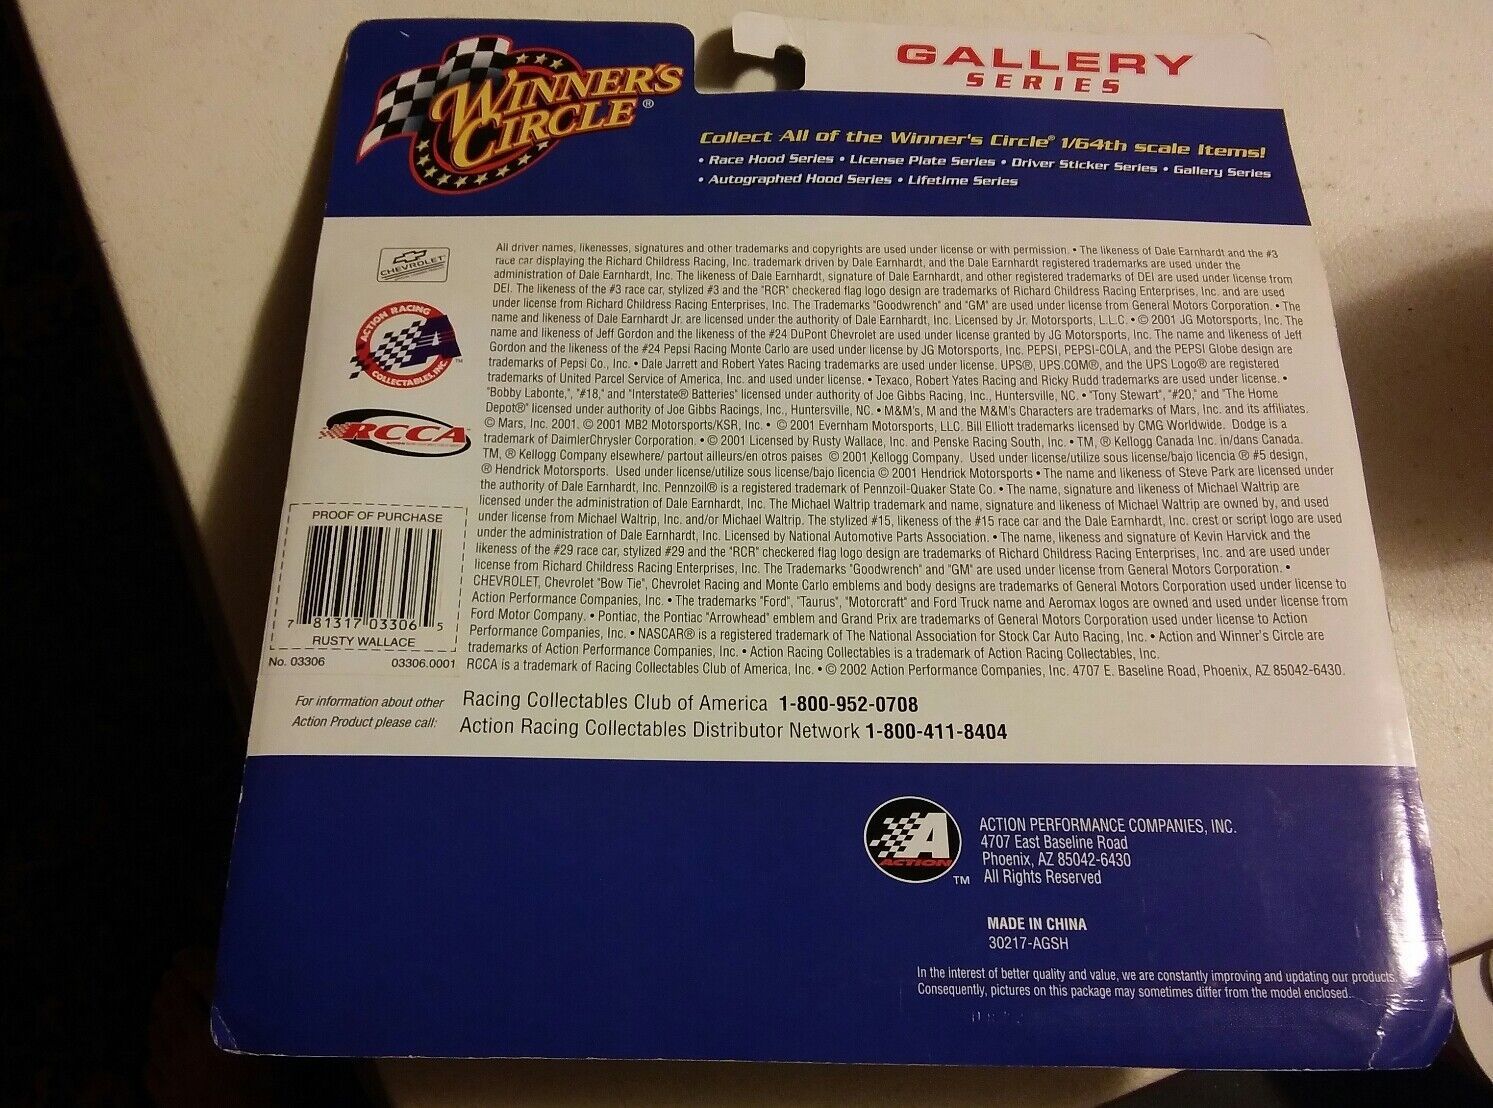 WINNER'S
CIRCLE®
GALLERY
SERIES
Collect All of the Winner's Circle® 1/64th scale Items!
• Race Hood Series • License Plate Series • Driver Sticker Series • Gallery Series
• Autographed Hood Series • Lifetime Series
CHEVROLET
ACTION RACING
COLLECTABLES, INC.
TM
RCCA
All driver names, likenesses, signatures and other trademarks and copyrights are used under license or with permission. • The likeness of Dale Earnhardt and the #3
race car displaying the Richard Childress Racing, Inc. trademark driven by Dale Earnhardt, and the Dale Earnhardt registered trademarks are used under the
administration of Dale Earnhardt, Inc. The likeness of Dale Earnhardt, signature of Dale Earnhardt, and other registered trademarks of DEI are used under license from
DEI. The likeness of the #3 race car, stylized #3 and the "RCR" checkered flag logo design are trademarks of Richard Childress Racing Enterprises, Inc. and are used
under license from Richard Childress Racing Enterprises, Inc. The Trademarks "Goodwrench" and "GM" are used under license from General Motors Corporation. • The
name and likeness of Dale Earnhardt Jr. are licensed under the authority of Dale Earnhardt, Inc. Licensed by Jr. Motorsports, L.L.C. • © 2001 JG Motorsports, Inc. The
name and likeness of Jeff Gordon and the likeness of the #24 DuPont Chevrolet are used under license granted by JG Motorsports, Inc. The name and likeness of Jeff
Gordon and the likeness of the #24 Pepsi Racing Monte Carlo are used under license by JG Motorsports, Inc. PEPSI, PEPSI-COLA, and the PEPSI Globe design are
trademarks of Pepsi Co., Inc. • Dale Jarrett and Robert Yates Racing trademarks are used under license. UPS®, UPS.COM®, and the UPS Logo® are registered
trademarks of United Parcel Service of America, Inc. and used under license. • Texaco, Robert Yates Racing and Ricky Rudd trademarks are used under license. •
"Bobby Labonte,", "#18," and "Interstate® Batteries" licensed under authority of Joe Gibbs Racing, Inc., Huntersville, NC. • "Tony Stewart", "#20," and "The Home
Depot®" licensed under authority of Joe Gibbs Racings, Inc., Huntersville, NC. • M&M's, M and the M&M's Characters are trademarks of Mars, Inc. and its affiliates.
© Mars, Inc. 2001. © 2001 MB2 Motorsports/KSR, Inc. • © 2001 Evernham Motorsports, LLC. Bill Elliott trademarks licensed by CMG Worldwide. Dodge is a
trademark of DaimlerChrysler Corporation. • © 2001 Licensed by Rusty Wallace, Inc. and Penske Racing South, Inc. • TM, ® Kellogg Canada Inc. in/dans Canada.
TM, ® Kellogg Company elsewhere/ partout ailleurs/en otros paises © 2001 Kellogg Company. Used under license/utilize sous license/bajo licencia ® #5 design,
® Hendrick Motorsports. Used under license/utilize sous license/bajo licencia © 2001 Hendrick Motorsports • The name and likeness of Steve Park are licensed under
the authority of Dale Earnhardt, Inc. Pennzoil® is a registered trademark of Pennzoil-Quaker State Co. • The name, signature and likeness of Michael Waltrip are
licensed under the administration of Dale Earnhardt, Inc. The Michael Waltrip trademark and name, signature and likeness of Michael Waltrip are owned by, and used
under license from Michael Waltrip, Inc. and/or Michael Waltrip. The stylized #15, likeness of the #15 race car and the Dale Earnhardt, Inc. crest or script logo are used
under the administration of Dale Earnhardt, Inc. Licensed by National Automotive Parts Association. • The name, likeness and signature of Kevin Harvick and the
likeness of the #29 race car, stylized #29 and the "RCR" checkered flag logo design are trademarks of Richard Childress Racing Enterprises, Inc. and are used under
license from Richard Childress Racing Enterprises, Inc. The Trademarks "Goodwrench" and "GM" are used under license from General Motors Corporation. •
CHEVROLET, Chevrolet "Bow Tie", Chevrolet Racing and Monte Carlo emblems and body designs are trademarks of General Motors Corporation used under license to
Action Performance Companies, Inc. • The trademarks "Ford", "Taurus", "Motorcraft" and Ford Truck name and Aeromax logos are owned and used under license from
Ford Motor Company. • Pontiac, the Pontiac "Arrowhead" emblem and Grand Prix are trademarks of General Motors Corporation used under license to Action
Performance Companies, Inc. • NASCAR® is a registered trademark of The National Association for Stock Car Auto Racing, Inc. • Action and Winner's Circle are
trademarks of Action Performance Companies, Inc. • Action Racing Collectables is a trademark of Action Racing Collectables, Inc.
RCCA is a trademark of Racing Collectables Club of America, Inc. • © 2002 Action Performance Companies, Inc. 4707 E. Baseline Road, Phoenix, AZ 85042-6430.
PROOF OF PURCHASE
7 81317 03306 5
RUSTY WALLACE
No. 03306 03306.0001
For information about other
Action Product please call:
Racing Collectables Club of America 1-800-952-0708
Action Racing Collectables Distributor Network 1-800-411-8404
A
ACTION
TM
ACTION PERFORMANCE COMPANIES, INC.
4707 East Baseline Road
Phoenix, AZ 85042-6430
All Rights Reserved
MADE IN CHINA
30217-AGSH
In the interest of better quality and value, we are constantly improving and updating our products.
Consequently, pictures on this package may sometimes differ from the model enclosed.